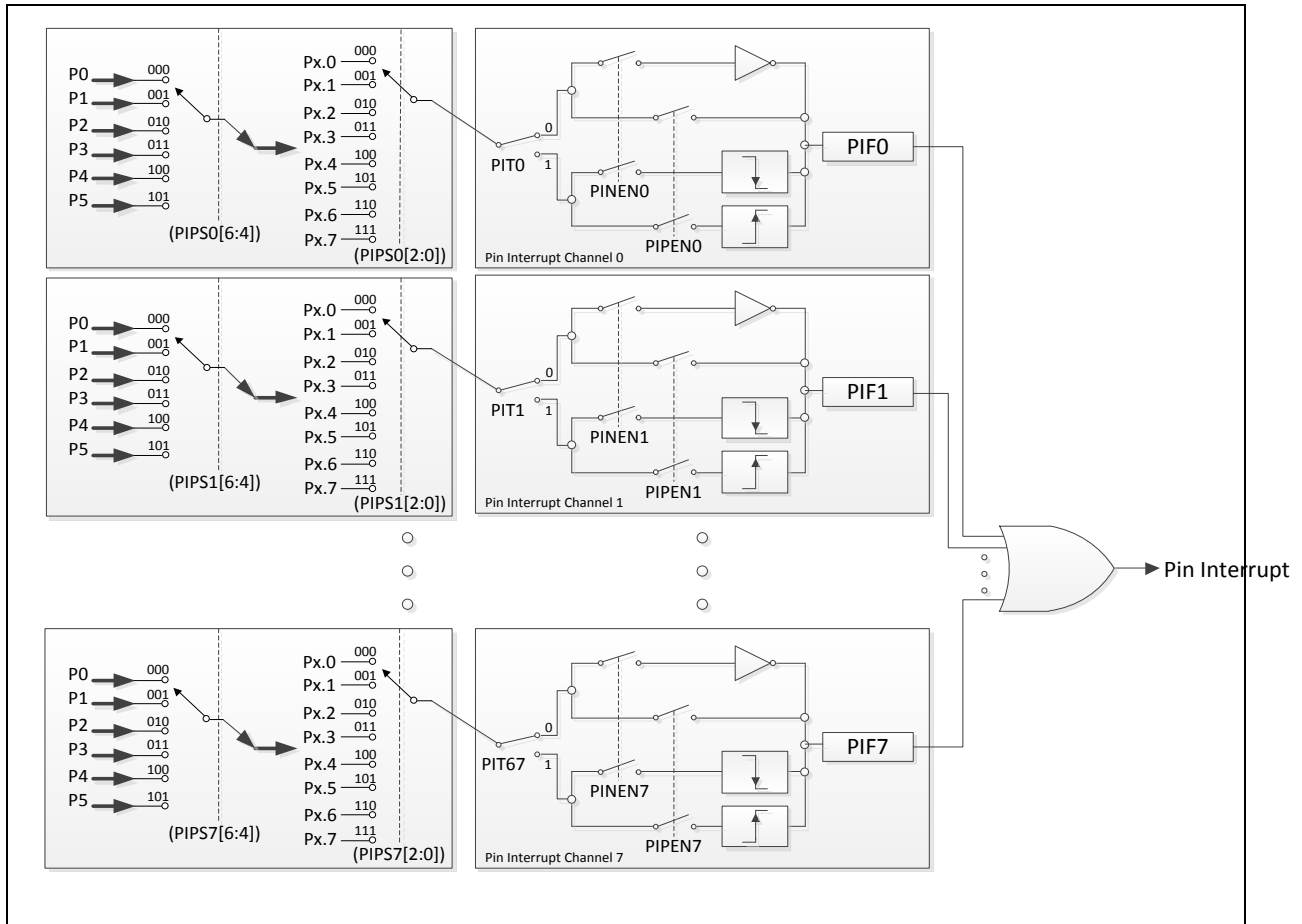 P0 000
P1 001
P2 010
P3 011
P4 100
P5 101
(PIPS0[6:4])
Px.0 000
Px.1 001
Px.2 010
Px.3 011
Px.4 100
Px.5 101
Px.6 110
Px.7 111
(PIPS0[2:0])
PIT0
0
1
PINEN0
PIPEN0
PIF0
Pin Interrupt Channel 0
P0 000
P1 001
P2 010
P3 011
P4 100
P5 101
(PIPS1[6:4])
Px.0 000
Px.1 001
Px.2 010
Px.3 011
Px.4 100
Px.5 101
Px.6 110
Px.7 111
(PIPS1[2:0])
PIT1
0
1
PINEN1
PIPEN1
PIF1
Pin Interrupt Channel 1
Pin Interrupt
P0 000
P1 001
P2 010
P3 011
P4 100
P5 101
(PIPS7[6:4])
Px.0 000
Px.1 001
Px.2 010
Px.3 011
Px.4 100
Px.5 101
Px.6 110
Px.7 111
(PIPS7[2:0])
PIT67
0
1
PINEN7
PIPEN7
PIF7
Pin Interrupt Channel 7